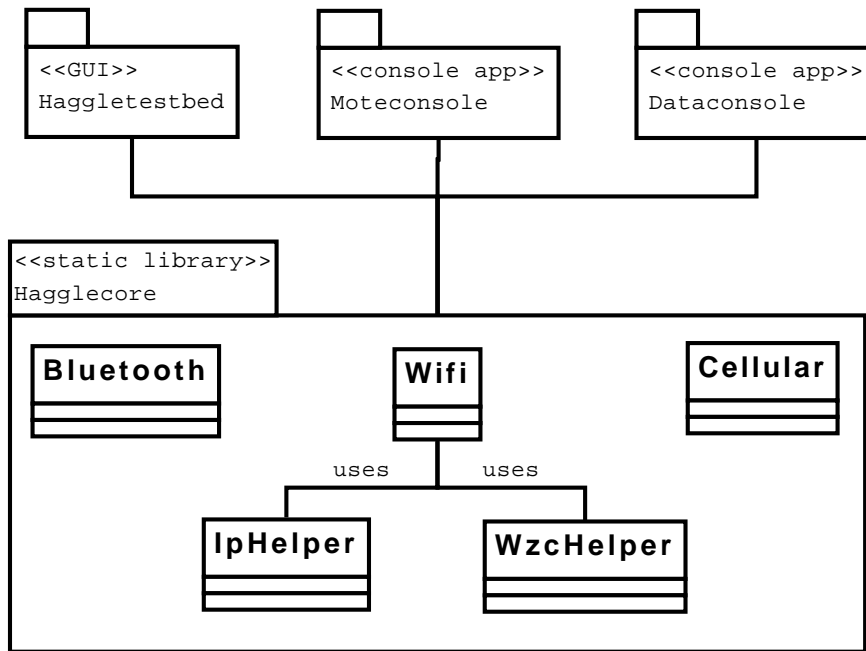 <<GUI>>
Haggletestbed
<<console app>>
Moteconsole
<<console app>>
Dataconsole
<<static library>>
Hagglecore
Bluetooth
Wifi
Cellular
uses
uses
IpHelper
WzcHelper